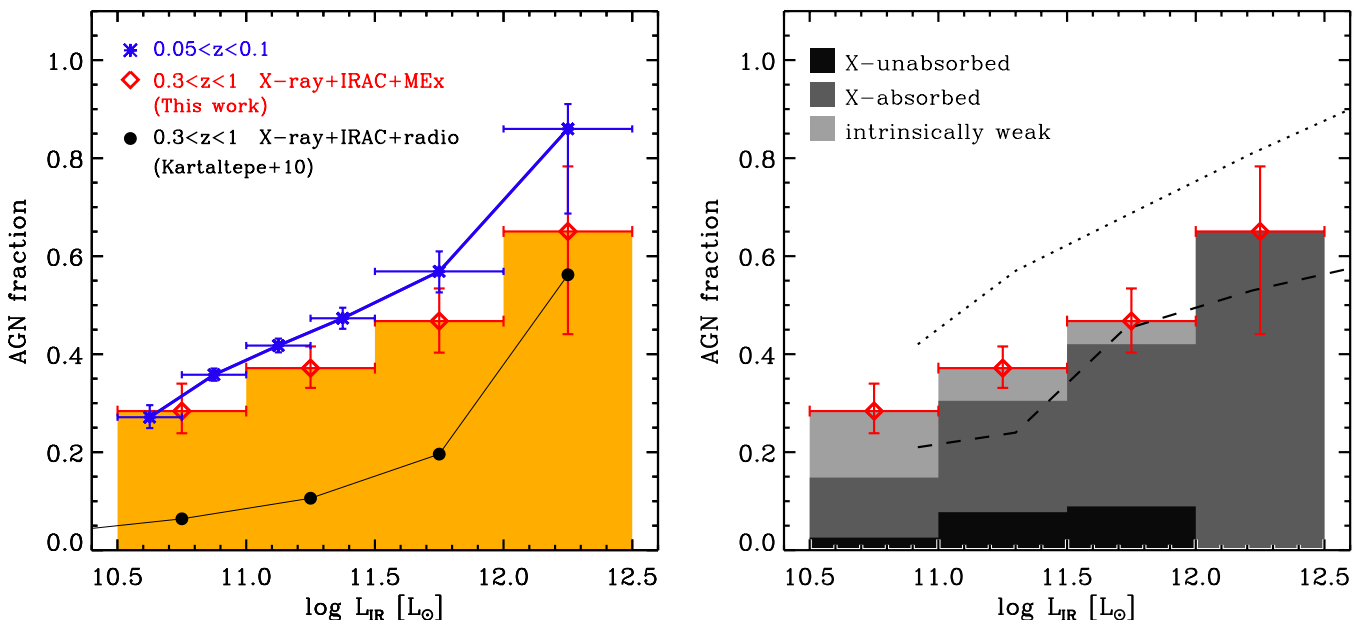 0.05<z<0.1
0.3<z<1 X-ray+IRAC+MEx
(This work)
0.3<z<1 X-ray+IRAC+radio
(Kartaltepe+10)
AGN fraction
1.0
0.8
0.6
0.4
0.2
0.0
10.5 11.0 11.5 12.0 12.5
log L_IR [L_⊙]
X-unabsorbed
X-absorbed
intrinsically weak
AGN fraction
1.0
0.8
0.6
0.4
0.2
0.0
10.5 11.0 11.5 12.0 12.5
log L_IR [L_⊙]